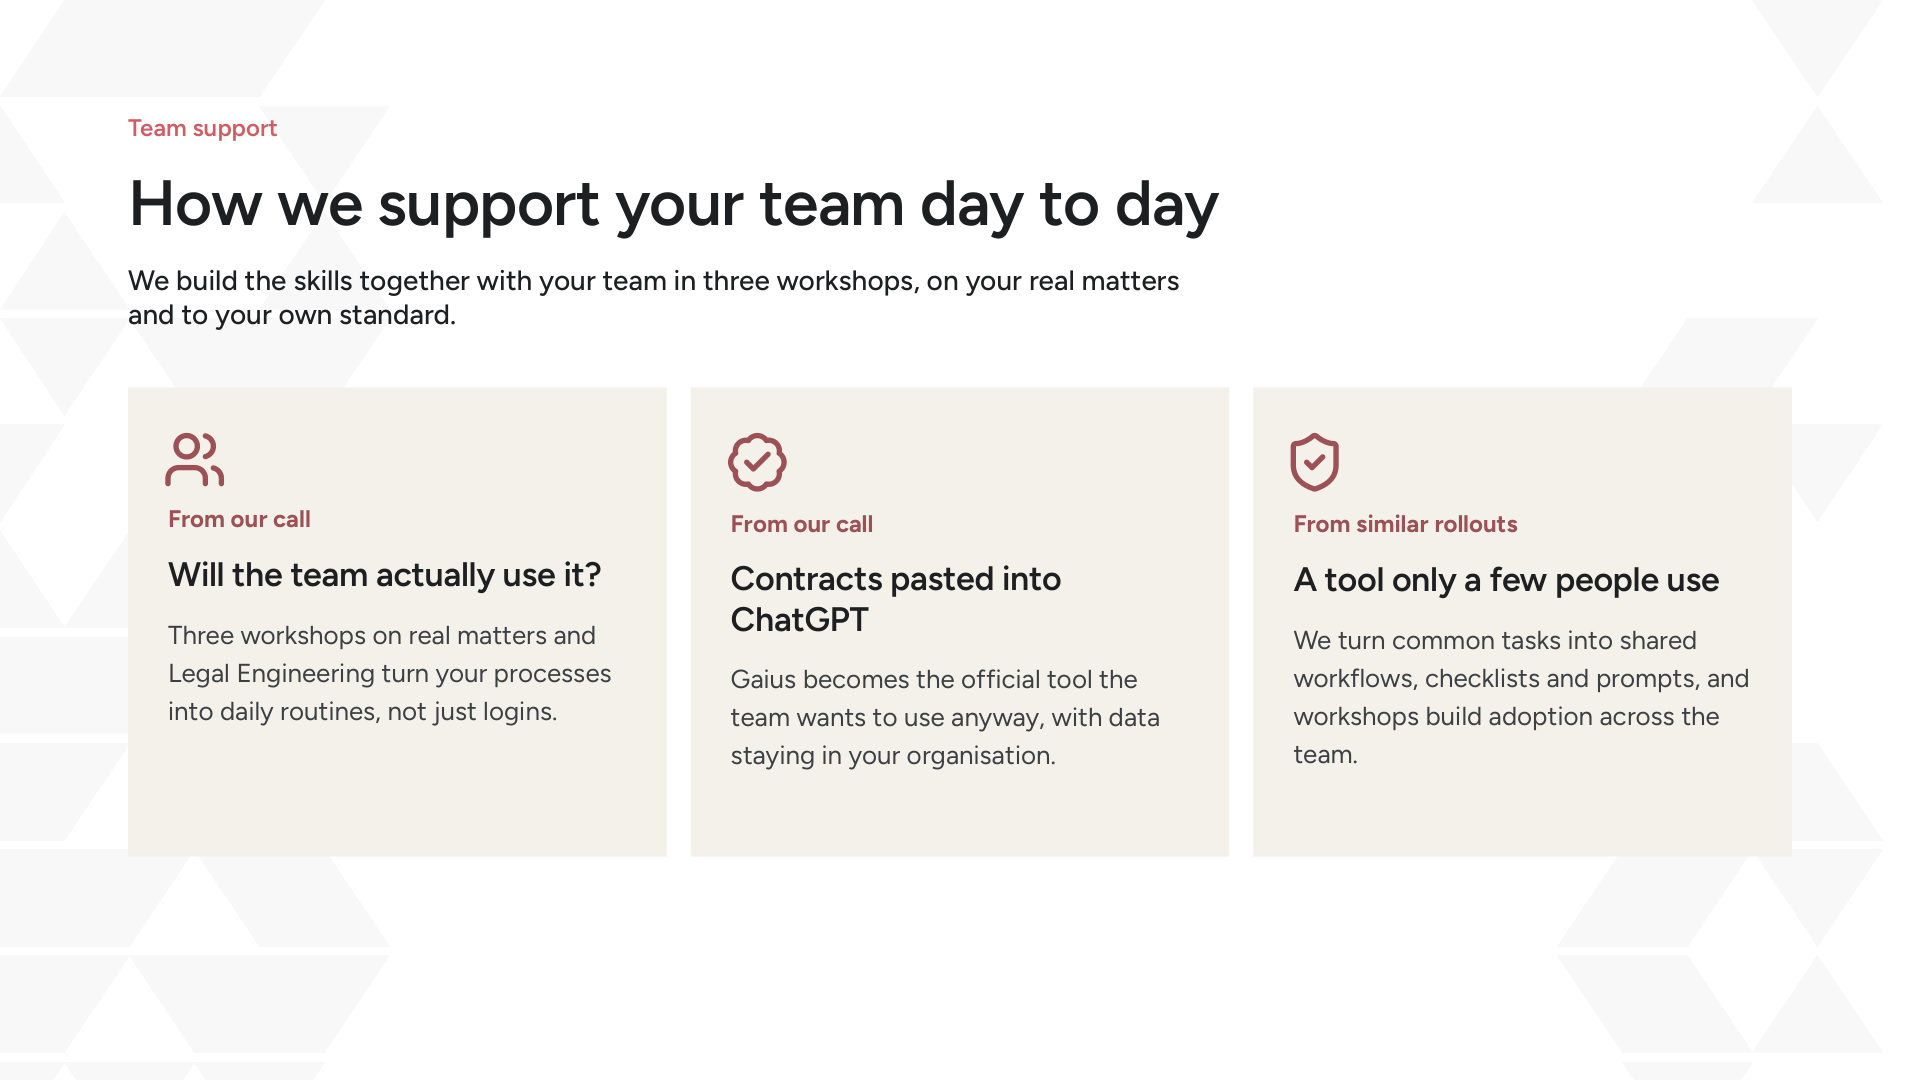 Team support
How we support your team day to day
We build the skills together with your team in three workshops, on your real matters
and to your own standard.
From our call
Will the team actually use it?
Three workshops on real matters and
Legal Engineering turn your processes
into daily routines, not just logins.
From our call
Contracts pasted into
ChatGPT
Gaius becomes the official tool the
team wants to use anyway, with data
staying in your organisation.
From similar rollouts
A tool only a few people use
We turn common tasks into shared
workflows, checklists and prompts, and
workshops build adoption across the
team.